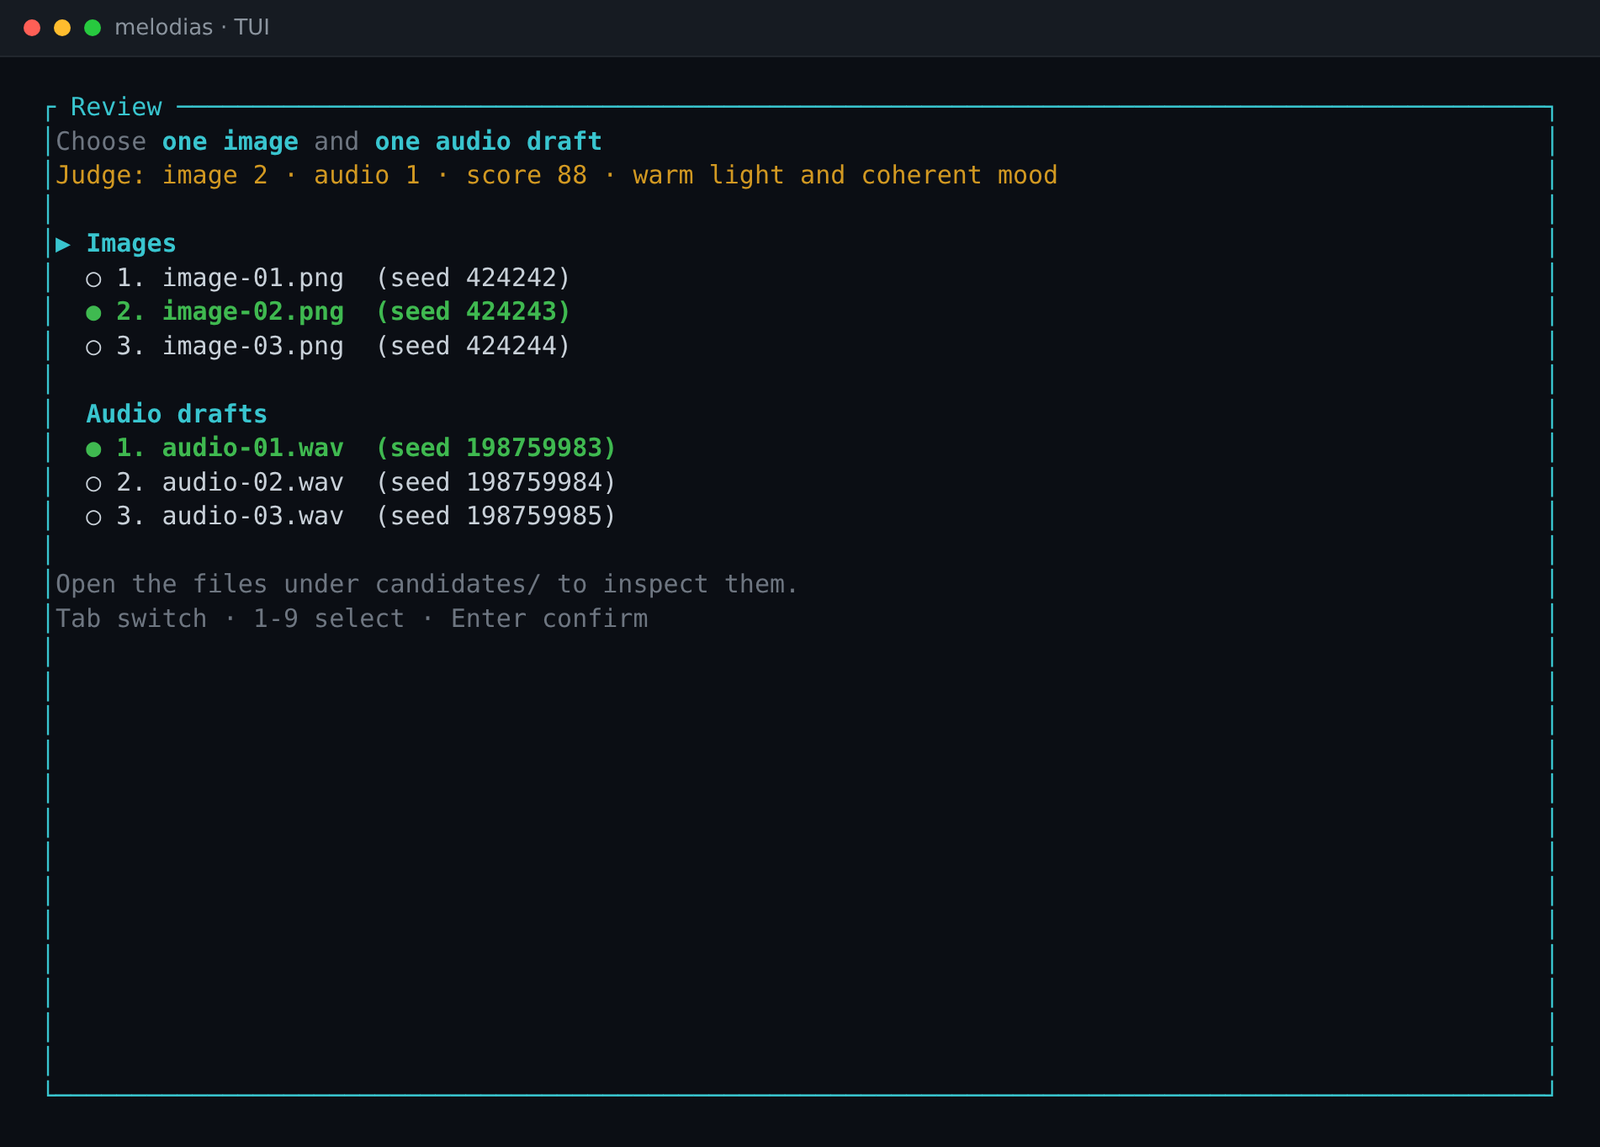 melodias · TUI
Review
Choose one image and one audio draft
Judge: image 2 · audio 1 · score 88 · warm light and coherent mood
▶ Images
○ 1. image-01.png  (seed 424242)
● 2. image-02.png  (seed 424243)
○ 3. image-03.png  (seed 424244)
Audio drafts
● 1. audio-01.wav  (seed 198759983)
○ 2. audio-02.wav  (seed 198759984)
○ 3. audio-03.wav  (seed 198759985)
Open the files under candidates/ to inspect them.
Tab switch · 1-9 select · Enter confirm